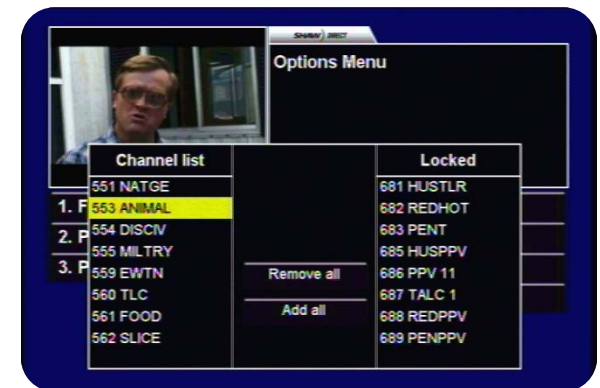 SHAW) DIRECT
Options Menu
Channel list
551 NATGE
553 ANIMAL
554 DISCIV
555 MILTRY
559 EWTN
560 TLC
561 FOOD
562 SLICE
Remove all
Add all
Locked
681 HUSTLR
682 REDHOT
683 PENT
685 HUSPPV
686 PPV 11
687 TALC 1
688 REDPPV
689 PENPPV
1. F
2. P
3. P